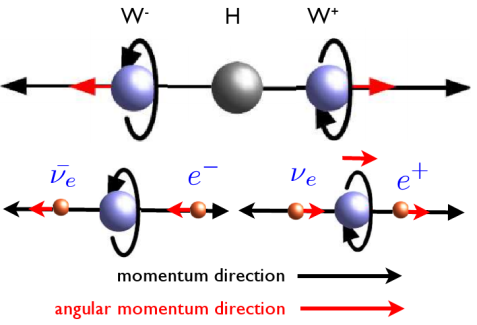 W⁻ H W⁺
ν̄ₑ e⁻ νₑ e⁺
momentum direction
angular momentum direction